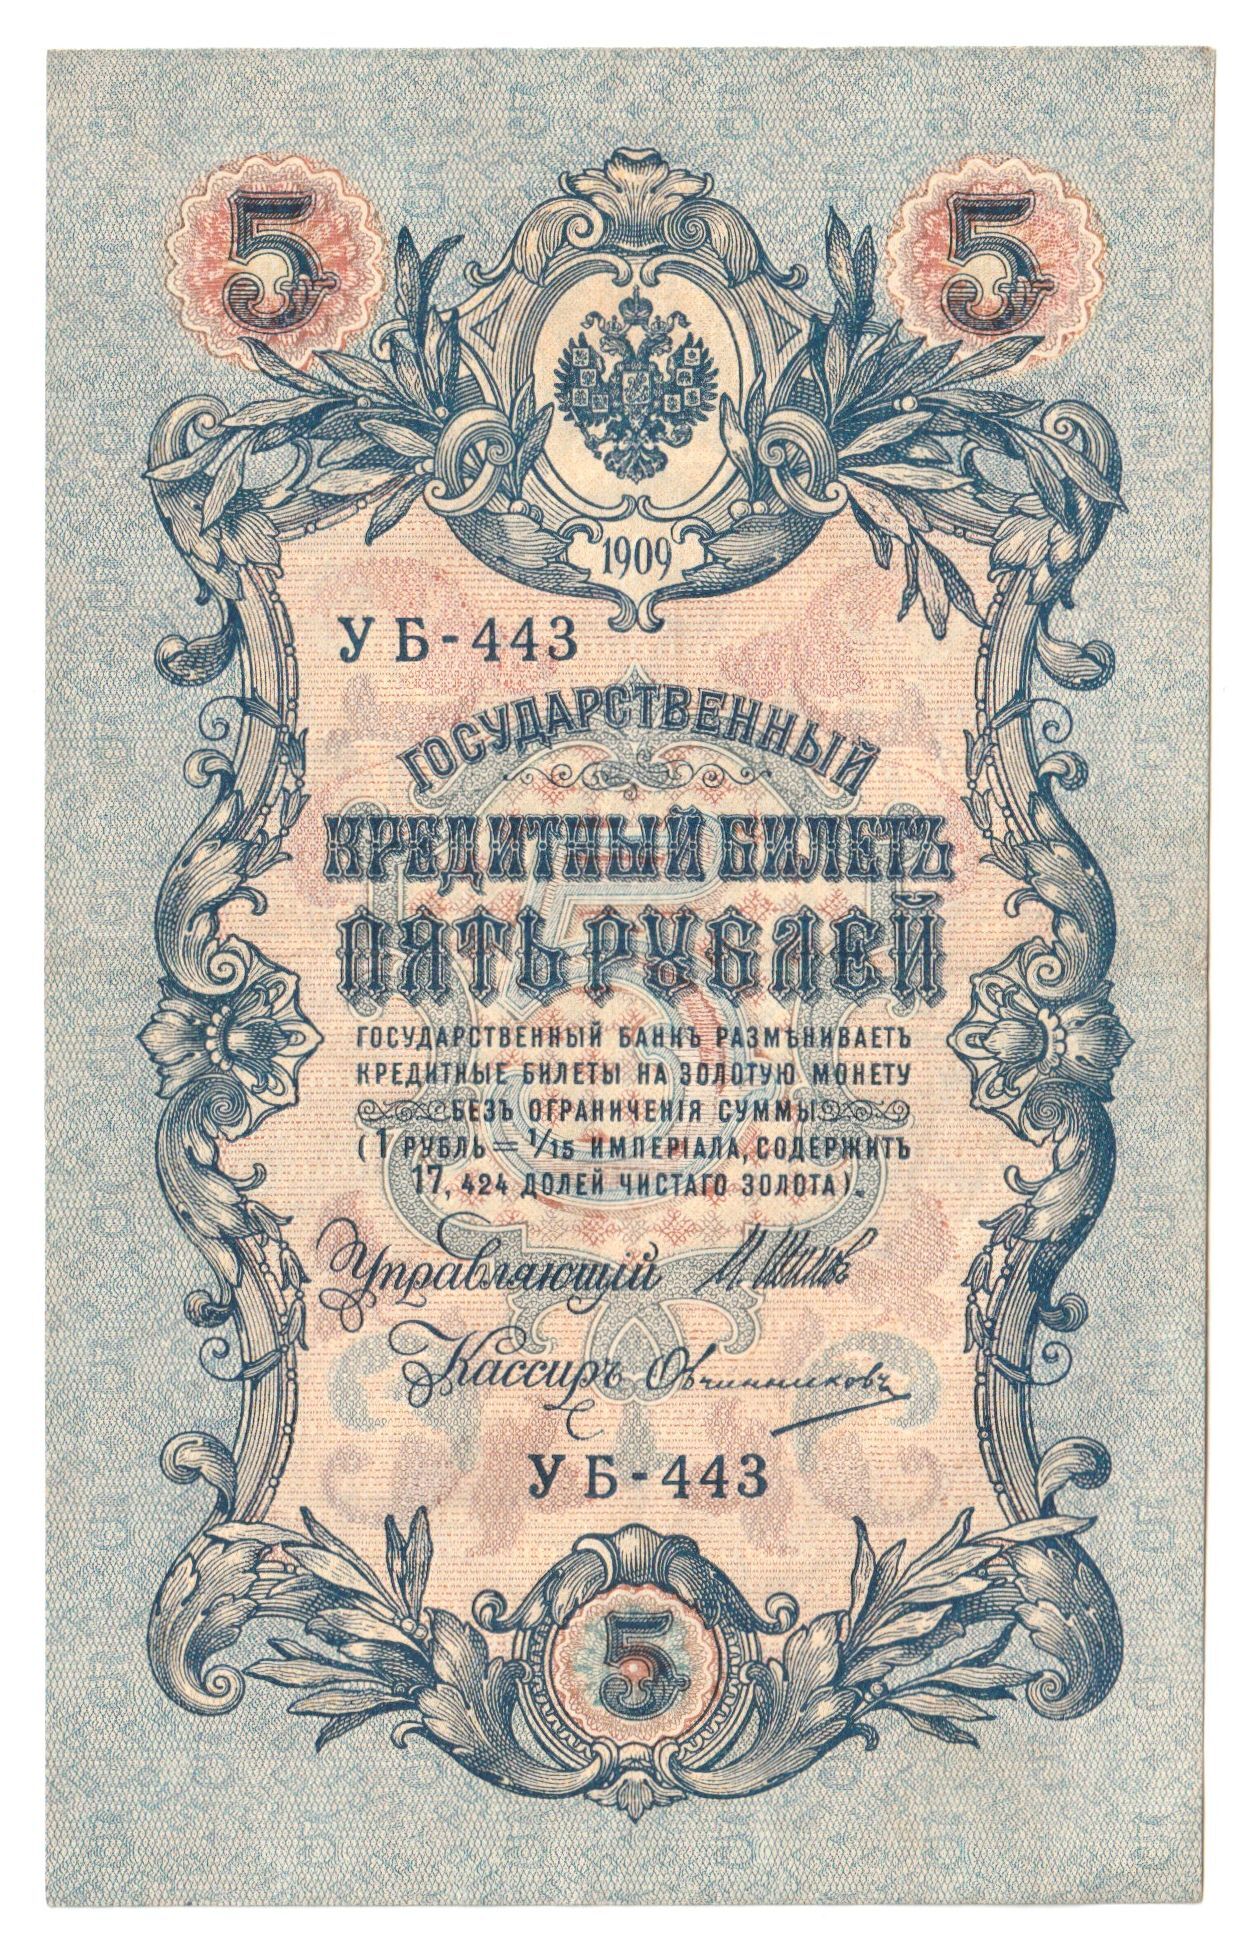 5 5
1909
УБ-443
ГОСУДАРСТВЕННЫЙ
КРЕДИТНЫЙ БИЛЕТЪ
ПЯТЬ РУБЛЕЙ
5
ГОСУДАРСТВЕННЫЙ БАНКЪ РАЗМѢНИВАЕТЪ
КРЕДИТНЫЕ БИЛЕТЫ НА ЗОЛОТУЮ МОНЕТУ
БЕЗЪ ОГРАНИЧЕНІЯ СУММЫ
(1 РУБЛЬ = 1/15 ИМПЕРІАЛА, СОДЕРЖИТЪ
17,424 ДОЛЕЙ ЧИСТАГО ЗОЛОТА).
Управляющій И. Шиповъ
Кассиръ Овчинниковъ
УБ-443
5